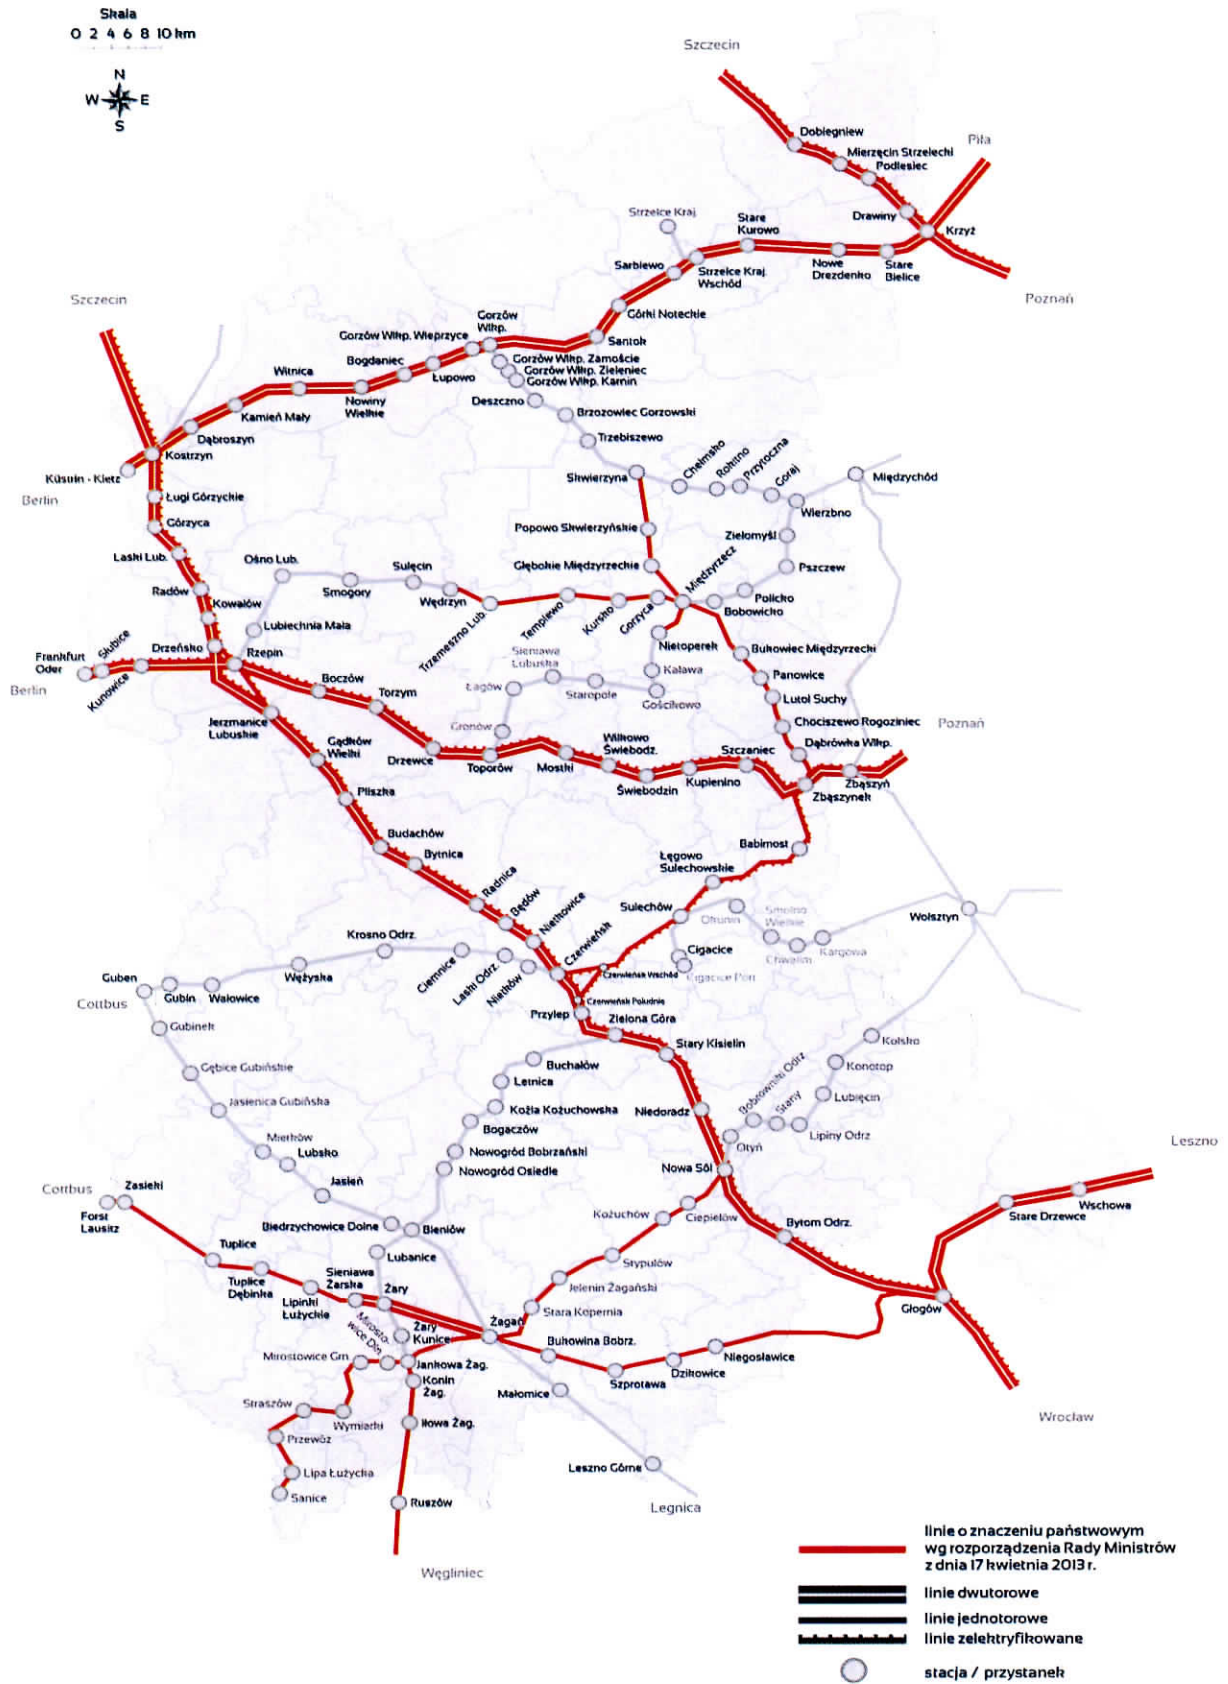 Skala
0 2 4 6 8 10 km
N
W E
S
Szczecin
Dobiegniew
Mierzęcin Strzelecki
Podlesiec
Piła
Drawiny
Krzyż
Strzelce Kraj.
Stare
Kurowo
Sarbiewo
Strzelce Kraj.
Wschód
Nowe
Drezdenko
Stare
Bielice
Poznań
Szczecin
Górki Noteckie
Gorzów
Wlkp.
Santok
Gorzów Wlkp. Wieprzyce
Bogdaniec
Łupowo
Gorzów Wlkp. Zamoście
Gorzów Wlkp. Zieleniec
Gorzów Wlkp. Karnin
Witnica
Nowiny
Wielkie
Kamień Mały
Dąbroszyn
Deszczno
Brzozowiec Gorzowski
Trzebiszewo
Kostrzyn
Küstrin - Kietz
Berlin
Skwierzyna
Chełmsko
Rokitno
Przytoczna
Goraj
Międzychód
Wierzbno
Ługi Górzyckie
Górzyca
Popowo Skwierzyńskie
Zielomyśl
Laski Lub.
Ośno Lub.
Smogory
Sulęcin
Wędrzyn
Głębokie Międzyrzeckie
Międzyrzecz
Pszczew
Policko
Bobowicko
Radów
Kowalów
Lubiechnia Mała
Trzemeszno Lub.
Templewo
Kursko
Gorzyca
Nietoperek
Bukowiec Międzyrzecki
Drzeńsko
Rzepin
Frankfurt
Oder
Słubice
Kunowice
Berlin
Sieniawa
Lubuska
Kaława
Panowice
Lutol Suchy
Łagów
Staropole
Gościkowo
Boczów
Torzym
Gronów
Chociszewo Rogoziniec
Poznań
Jerzmanice
Lubuskie
Gądków
Wielki
Drzewce
Toporów
Mostki
Wilkowo
Świebodz.
Świebodzin
Kupienino
Szczaniec
Dąbrówka Wlkp.
Zbąszyń
Zbąszynek
Pliszka
Budachów
Bytnica
Babimost
Łęgowo
Sulechowskie
Radnica
Będów
Nietkowice
Sulechów
Smolno
Wielkie
Wolsztyn
Kargowa
Chwalim
Krosno Odrz.
Czerwieńsk
Cigacice
Cigacice Port
Wężyska
Ciemnice
Laski Odrz.
Nietków
Czerwieńsk Wschód
Czerwieńsk Południe
Guben
Gubin
Wałowice
Cottbus
Gubinek
Przylep
Zielona Góra
Stary Kisielin
Kolsko
Konotop
Buchałów
Letnica
Gębice Gubińskie
Jasienica Gubińska
Koźla Kożuchowska
Niedoradz
Bobrowniki Odrz
Stany
Lubięcin
Lipiny Odrz
Bogaczów
Otyń
Mierków
Lubsko
Nowogród Bobrzański
Nowogród Osiedle
Nowa Sól
Leszno
Jasień
Cottbus
Zasieki
Forst
Lausitz
Kożuchów
Ciepielów
Wschowa
Stare Drzewce
Biedrzychowice Dolne
Bieniów
Bytom Odrz.
Lubanice
Tuplice
Tuplice
Dębinka
Sieniawa
Żarska
Stypułów
Lipinki
Łużyckie
Żary
Jelenin Żagański
Głogów
Stara Kopernia
Mirosto-
wice Dln.
Żary
Kunice
Żagań
Bukowina Bobrz.
Niegosławice
Mirostowice Grn.
Jankowa Żag.
Konin
Żag.
Szprotawa
Dzikowice
Małomice
Straszów
Wymiarki
Iłowa Żag.
Wrocław
Przewóz
Lipa Łużycka
Leszno Górne
Sanice
Ruszów
Legnica
Węgliniec
linie o znaczeniu państwowym
wg rozporządzenia Rady Ministrów
z dnia 17 kwietnia 2013 r.
linie dwutorowe
linie jednotorowe
linie zelektryfikowane
stacja / przystanek